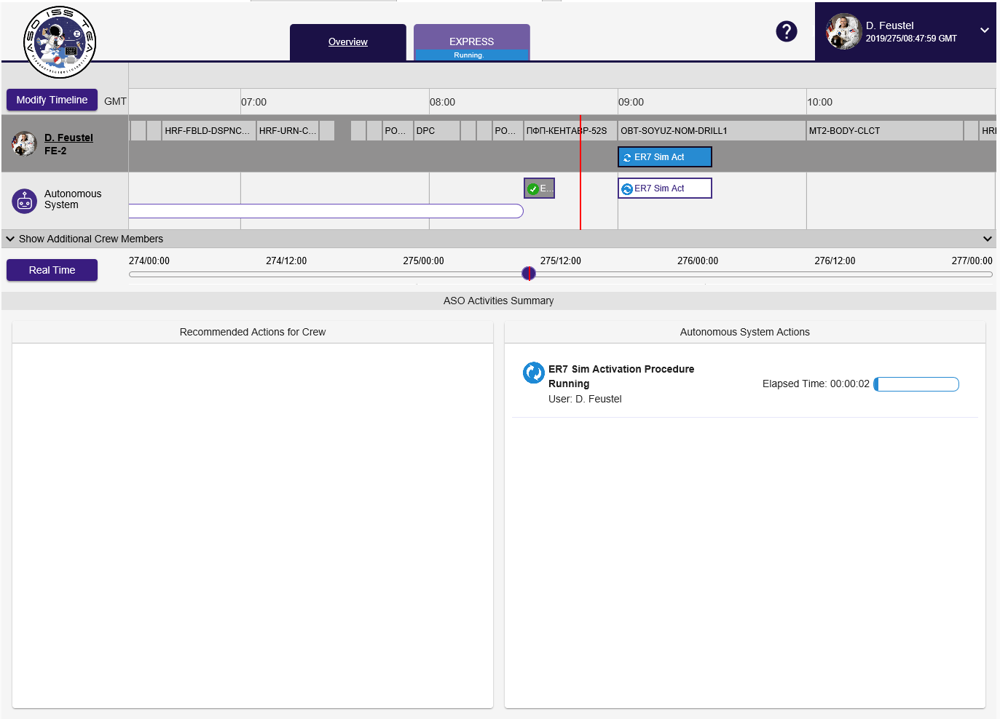 ASO ISS TEA
Overview
EXPRESS
Running.
?
D. Feustel
2019/275/08:47:59 GMT
Modify Timeline
GMT
07:00
08:00
09:00
10:00
D. Feustel
FE-2
HRF-FBLD-DSPNC...
HRF-URN-C...
PO...
DPC
PO...
ПФП-КЕНТАВР-52S
OBT-SOYUZ-NOM-DRILL1
MT2-BODY-CLCT
HRF
ER7 Sim Act
Autonomous
System
E...
ER7 Sim Act
Show Additional Crew Members
Real Time
274/00:00
274/12:00
275/00:00
275/12:00
276/00:00
276/12:00
277/00:00
ASO Activities Summary
Recommended Actions for Crew
Autonomous System Actions
ER7 Sim Activation Procedure
Running
User: D. Feustel
Elapsed Time: 00:00:02